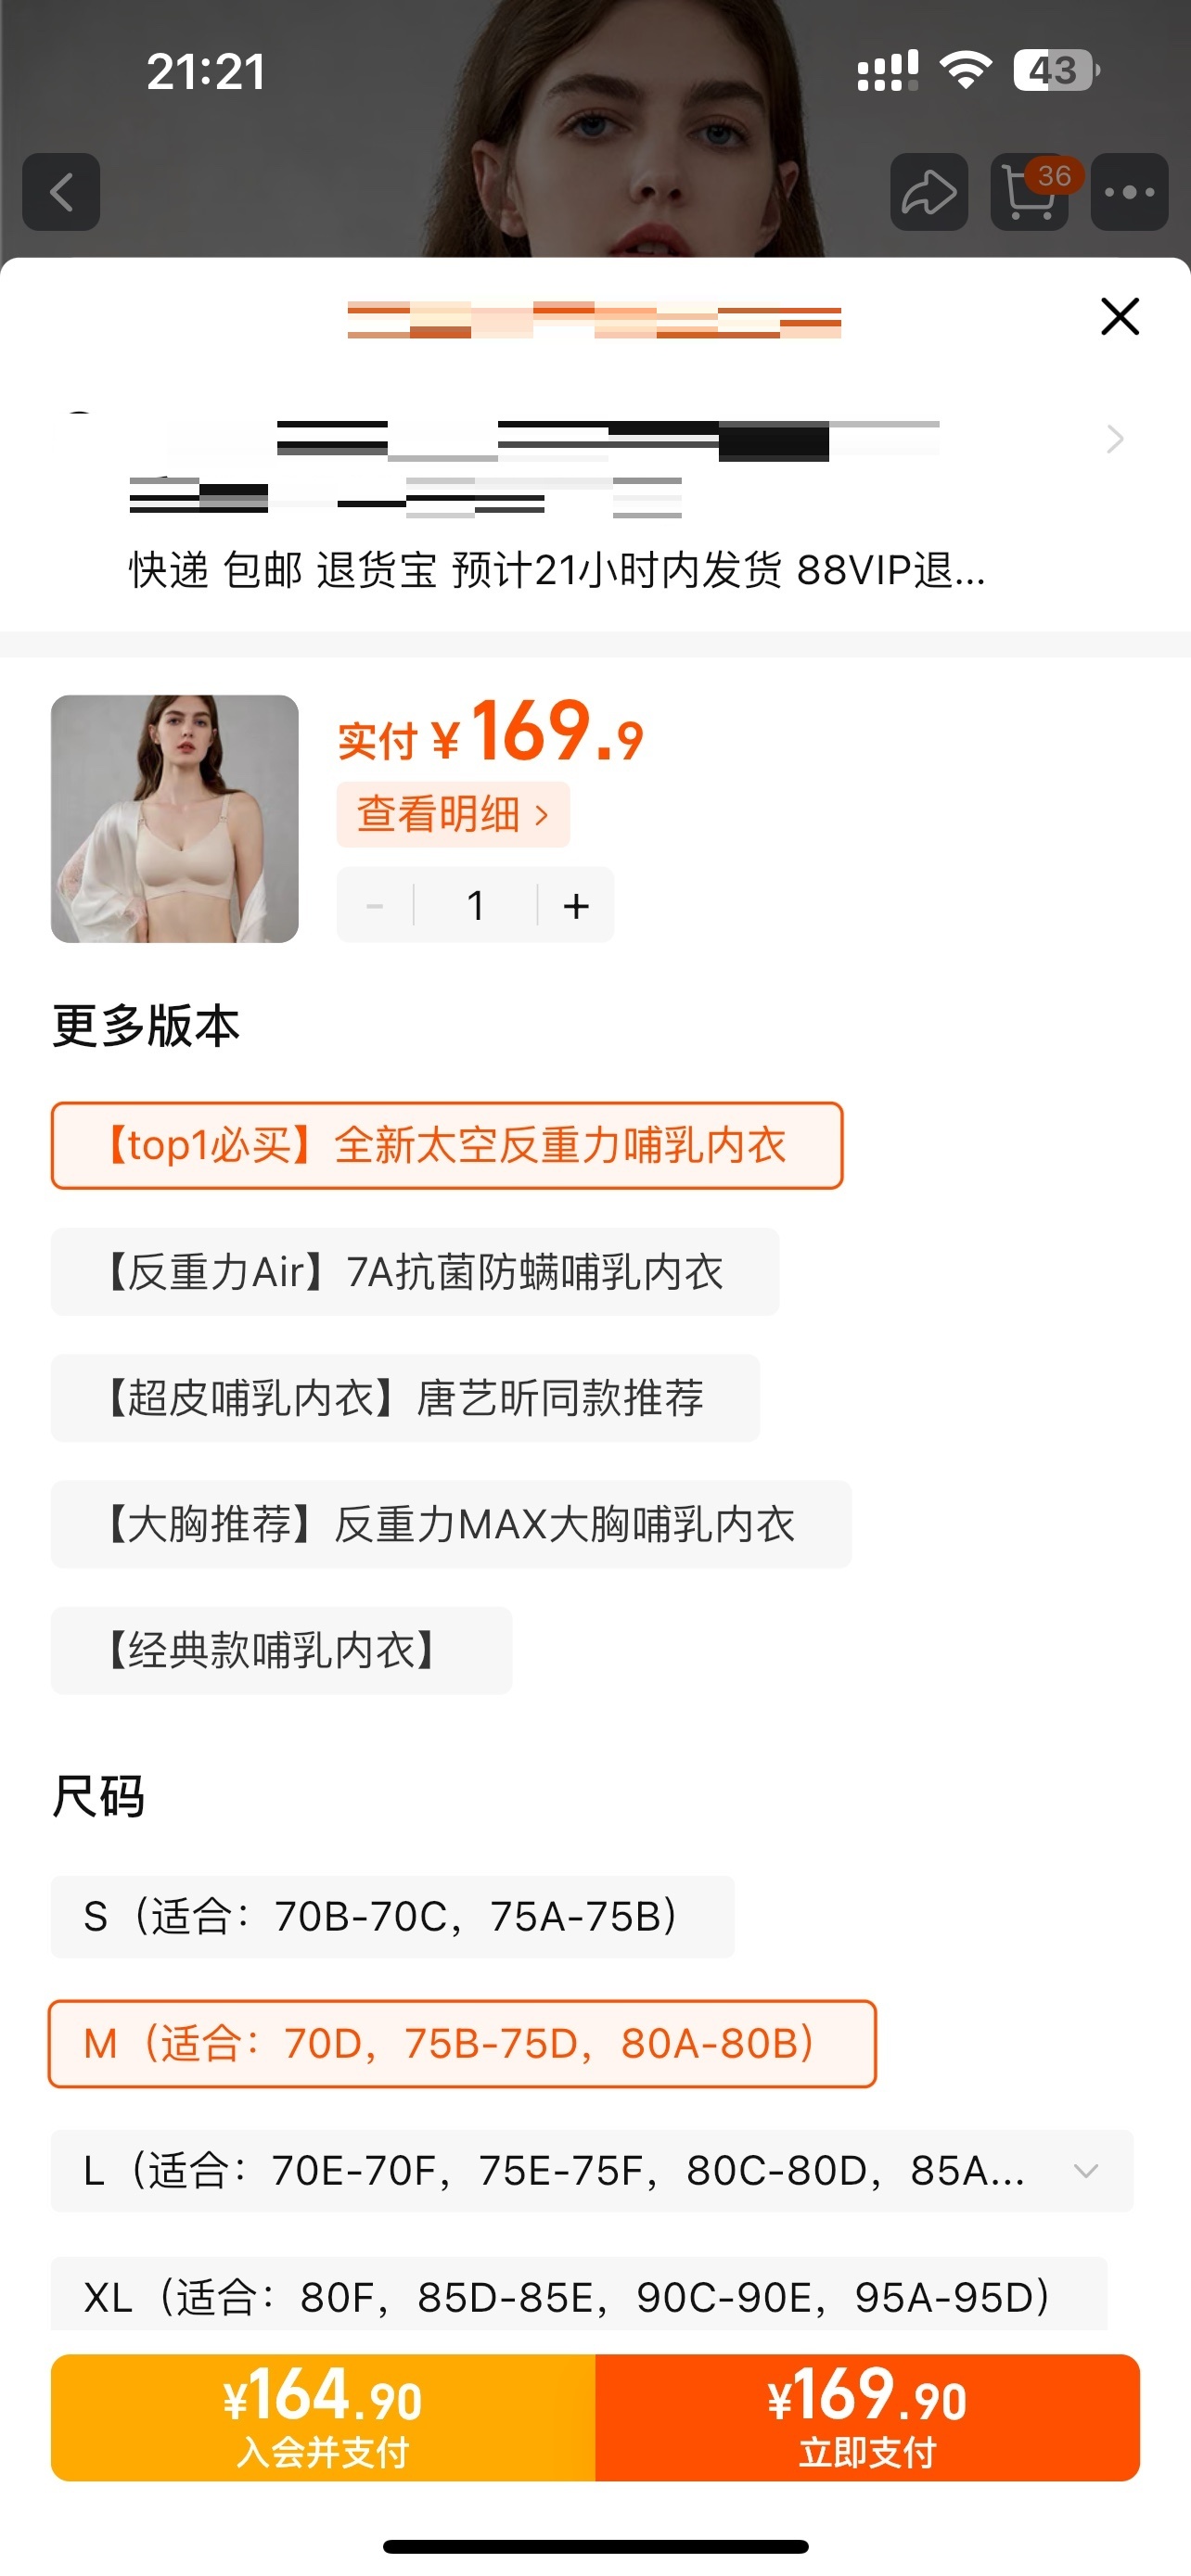 21:21
43
36
快递 包邮 退货宝 预计21小时内发货 88VIP退...
实付 ¥169.9
查看明细 >
- 1 +
更多版本
【top1必买】全新太空反重力哺乳内衣
【反重力Air】7A抗菌防螨哺乳内衣
【超皮哺乳内衣】唐艺昕同款推荐
【大胸推荐】反重力MAX大胸哺乳内衣
【经典款哺乳内衣】
尺码
S（适合：70B-70C，75A-75B）
M（适合：70D，75B-75D，80A-80B）
L（适合：70E-70F，75E-75F，80C-80D，85A...
XL（适合：80F，85D-85E，90C-90E，95A-95D）
¥164.90
入会并支付
¥169.90
立即支付